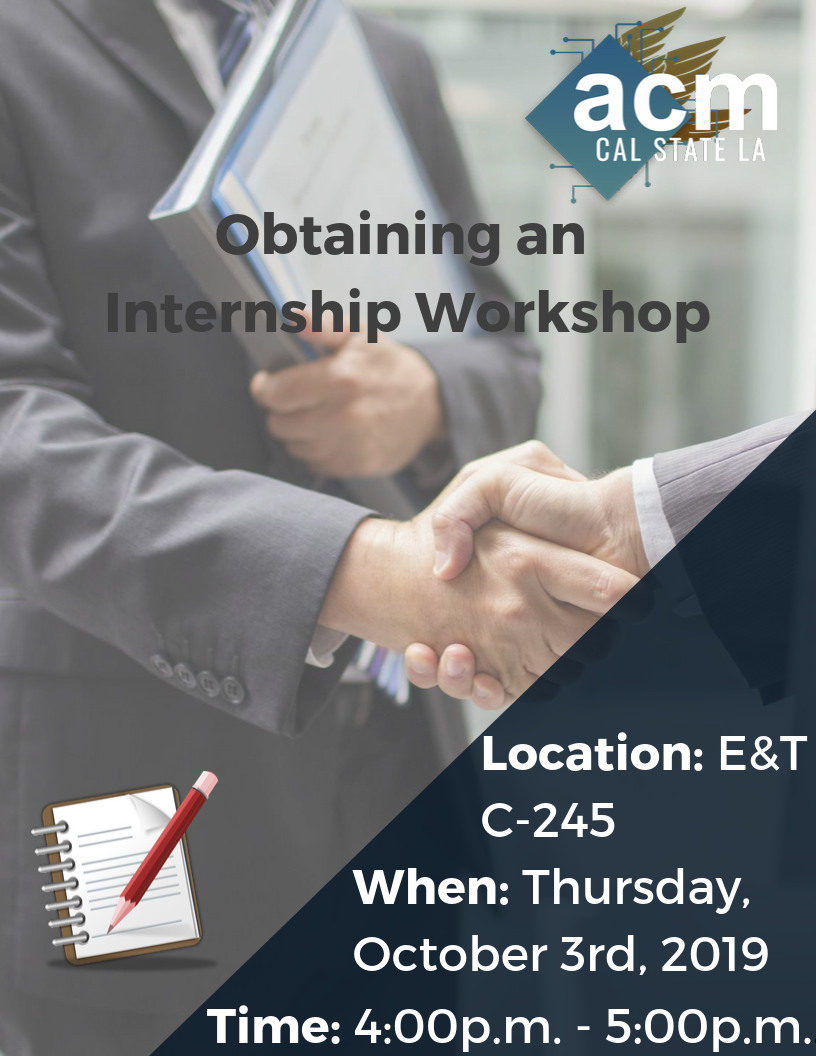 acm
CAL STATE LA
Obtaining an
Internship Workshop
Location: E&T
C-245
When: Thursday,
October 3rd, 2019
Time: 4:00p.m. - 5:00p.m.